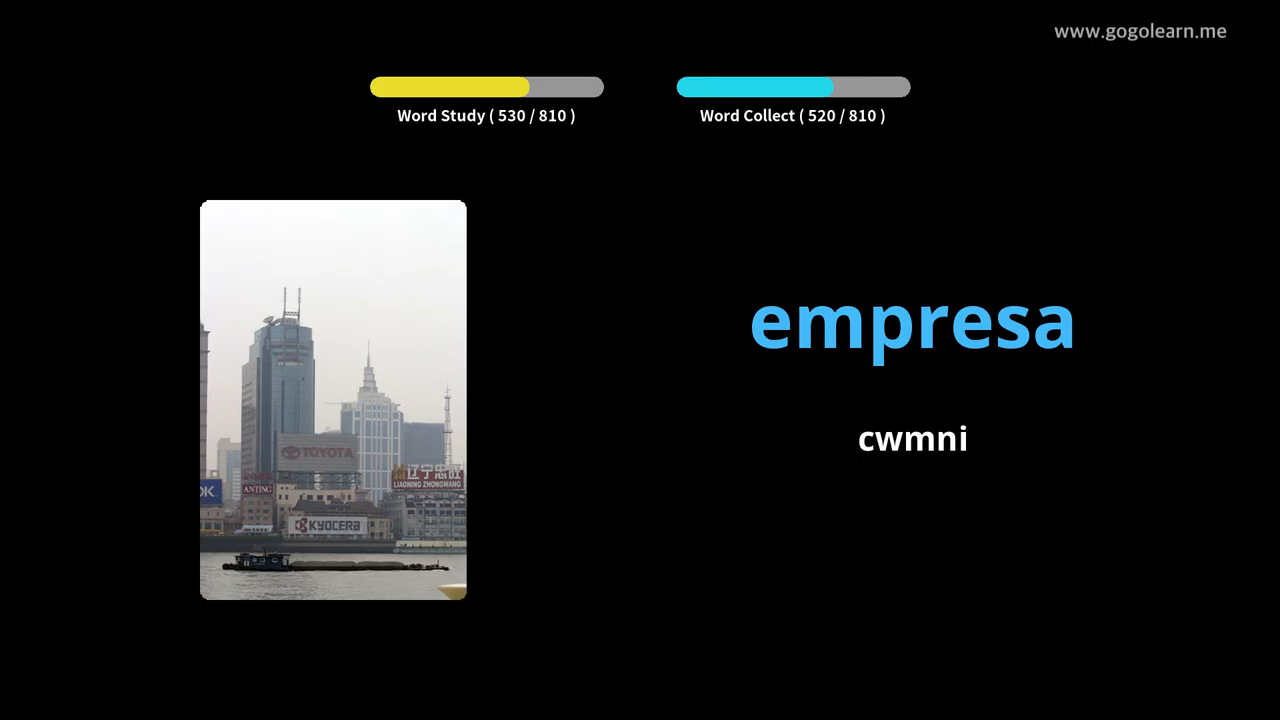 www.gogolearn.me
Word Study ( 530 / 810 )
Word Collect ( 520 / 810 )
empresa
cwmni
TOYOTA
辽宁忠旺
LIAONING ZHONGWANG
OK
ANTING
KYOCERA